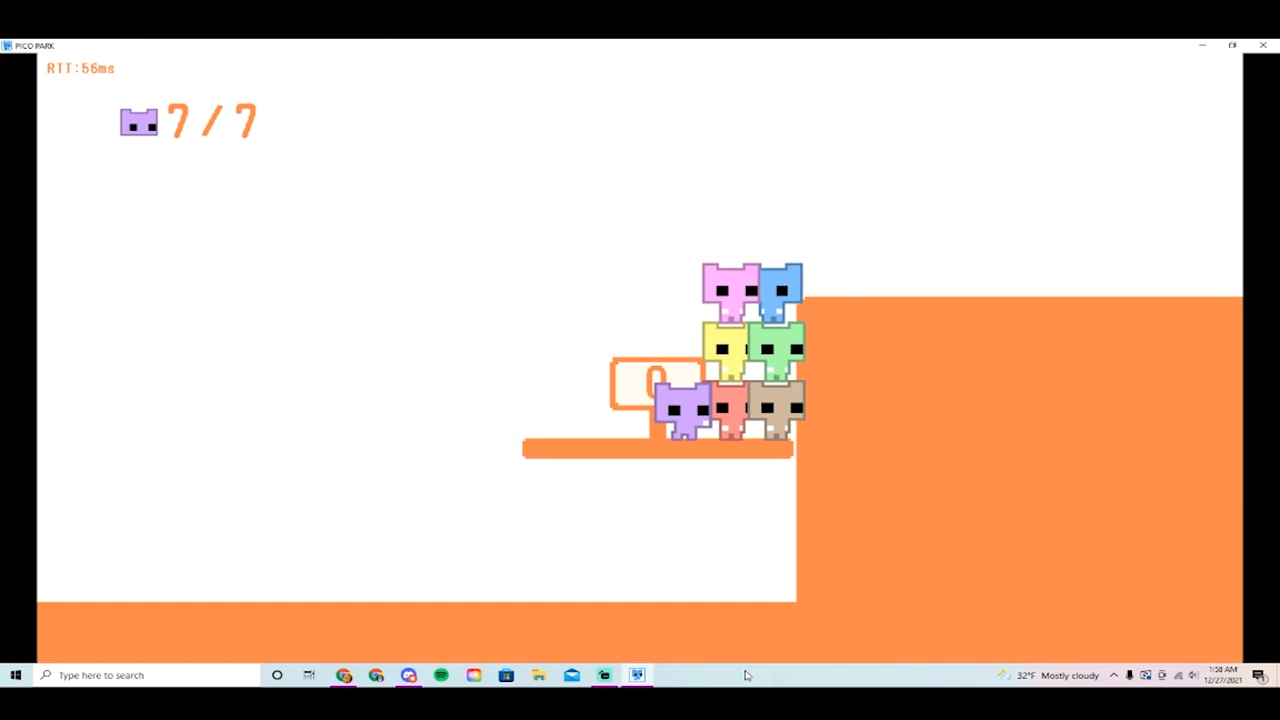 PICO PARK
RTT:56ms
7/7
0
Type here to search
32°F Mostly cloudy
1:58 AM
12/27/2021